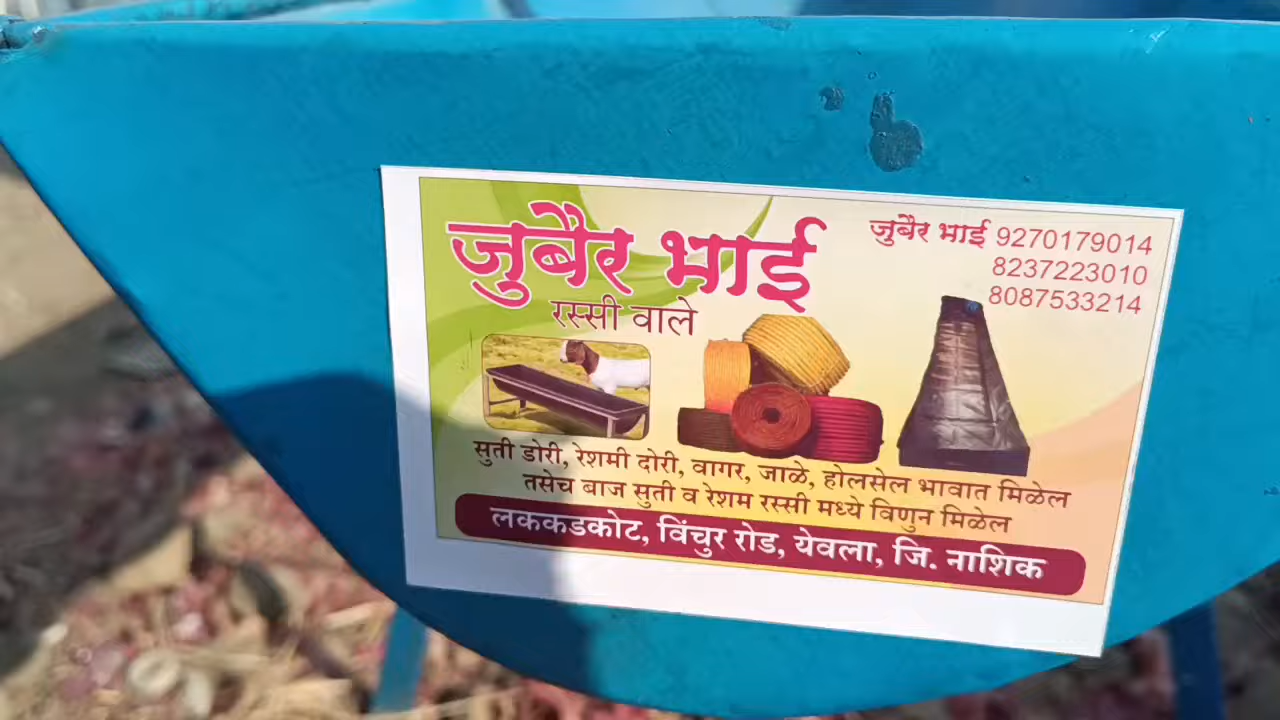 जुबैर भाई
रस्सी वाले
जुबैर भाई 9270179014
8237223010
8087533214
सुती डोरी, रेशमी दोरी, वागर, जाळे, होलसेल भावात मिळेल
तसेच बाज सुती व रेशम रस्सी मध्ये विणुन मिळेल
लककडकोट, विंचुर रोड, येवला, जि. नाशिक